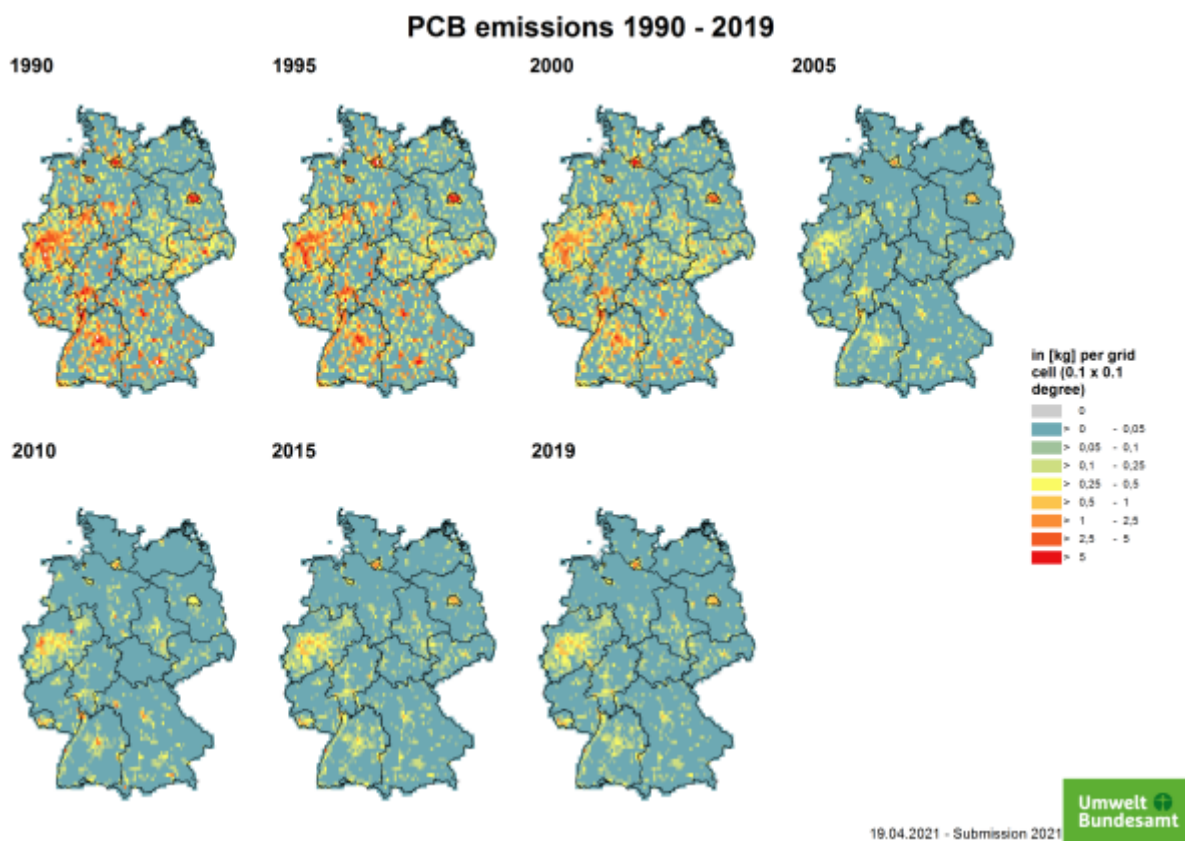 PCB emissions 1990 - 2019
1990
1995
2000
2005
in [kg] per grid
cell (0.1 x 0.1
degree)
0
> 0 - 0,05
> 0,05 - 0,1
> 0,1 - 0,25
> 0,25 - 0,5
> 0,5 - 1
> 1 - 2,5
> 2,5 - 5
> 5
2010
2015
2019
Umwelt
Bundesamt
19.04.2021 - Submission 2021